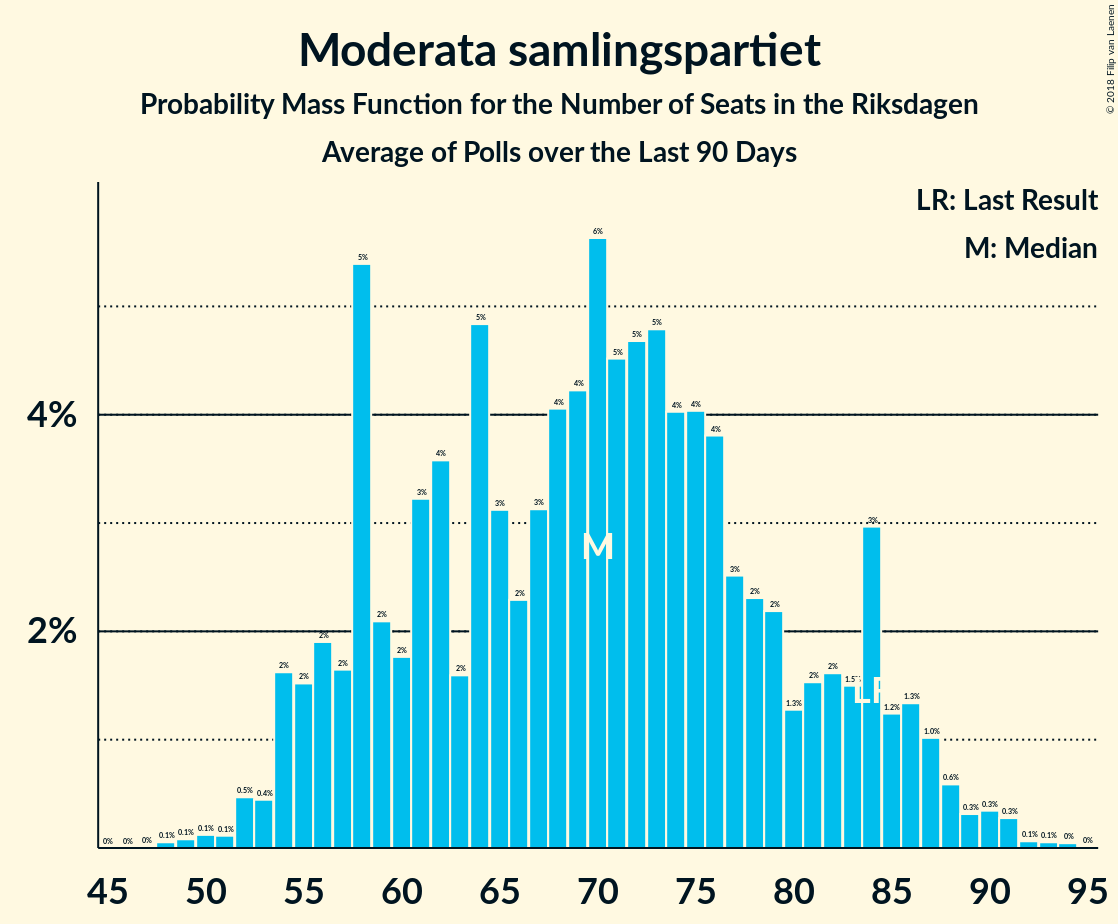 Moderata samlingspartiet
Probability Mass Function for the Number of Seats in the Riksdagen
Average of Polls over the Last 90 Days
© 2018 Filip van Laenen
LR: Last Result
M: Median
4%
2%
0% 0% 0% 0.1% 0.1% 0.1% 0.1% 0.5% 0.4% 2% 2% 2% 2% 5% 2% 2% 3% 4% 2% 5% 3% 2% 3% 4% 4% 6% 5% 5% 5% 4% 4% 4% 3% 2% 2% 1.3% 2% 2% 1.5% 3% 1.2% 1.3% 1.0% 0.6% 0.3% 0.3% 0.3% 0.1% 0.1% 0% 0%
M
LR
45 50 55 60 65 70 75 80 85 90 95